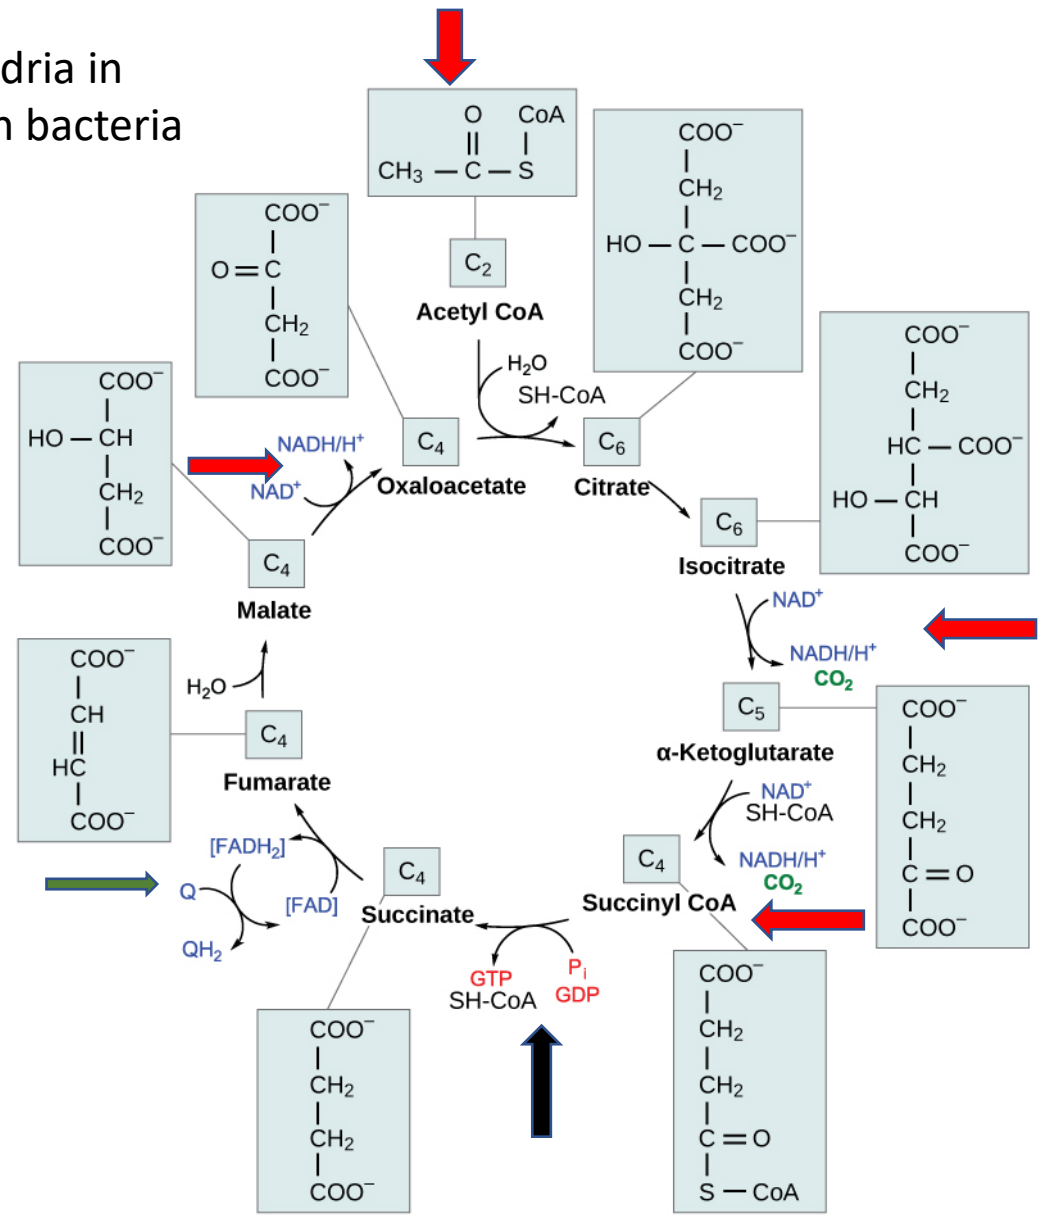 dria in
n bacteria
O CoA
CH₃ — C — S
C₂
Acetyl CoA
COO⁻
CH₂
HO — C — COO⁻
CH₂
COO⁻
COO⁻
O = C
CH₂
COO⁻
H₂O
SH-CoA
C₄
Oxaloacetate
C₆
Citrate
COO⁻
CH₂
HC — COO⁻
HO — CH
COO⁻
C₆
Isocitrate
COO⁻
HO — CH
CH₂
COO⁻
NADH/H⁺
NAD⁺
C₄
Malate
NAD⁺
NADH/H⁺
CO₂
COO⁻
CH
HC
COO⁻
H₂O
C₄
Fumarate
C₅
α-Ketoglutarate
COO⁻
CH₂
CH₂
C = O
COO⁻
NAD⁺
SH-CoA
NADH/H⁺
CO₂
[FADH₂]
Q
[FAD]
QH₂
C₄
Succinate
C₄
Succinyl CoA
GTP
SH-CoA
Pᵢ
GDP
COO⁻
CH₂
CH₂
COO⁻
COO⁻
CH₂
CH₂
C = O
S — CoA